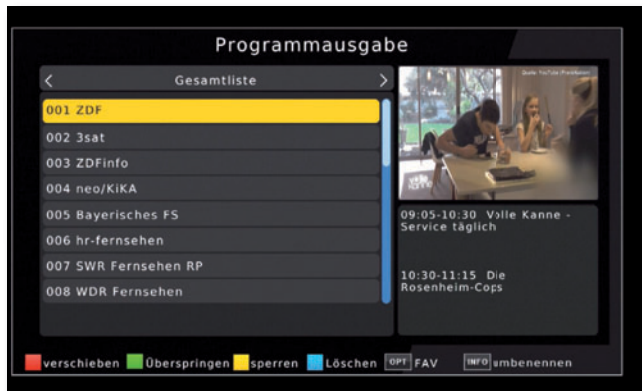 Programmausgabe
< Gesamtliste >
001 ZDF
002 3sat
003 ZDFinfo
004 neo/KiKA
005 Bayerisches FS
006 hr-fernsehen
007 SWR Fernsehen RP
008 WDR Fernsehen
09:05-10:30 Volle Kanne -
Service täglich
10:30-11:15 Die
Rosenheim-Cops
verschieben Überspringen sperren Löschen OPT FAV INFO umbenennen